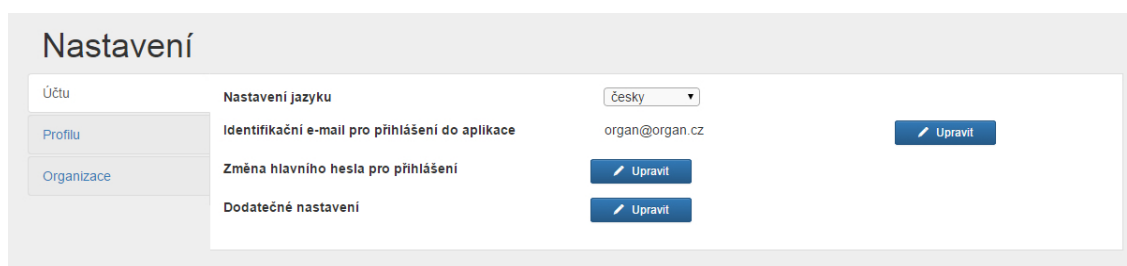 Nastavení
Účtu
Nastavení jazyku česky
Profilu
Identifikační e-mail pro přihlášení do aplikace organ@organ.cz Upravit
Organizace
Změna hlavního hesla pro přihlášení Upravit
Dodatečné nastavení Upravit